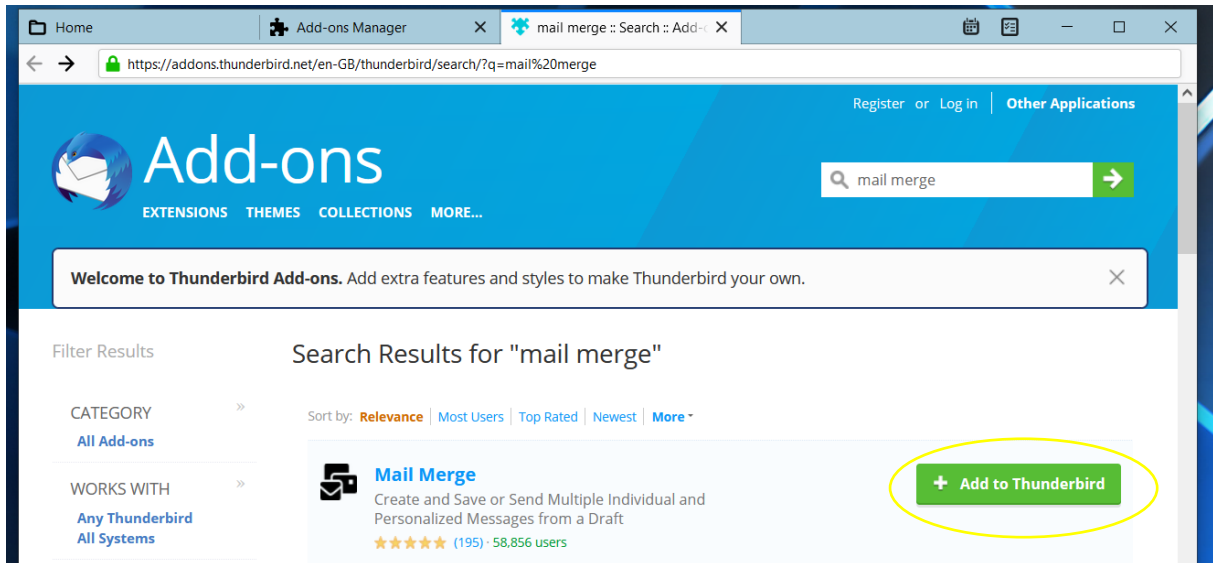 Home
Add-ons Manager
mail merge :: Search :: Add-
https://addons.thunderbird.net/en-GB/thunderbird/search/?q=mail%20merge
Register or Log in Other Applications
Add-ons
mail merge
EXTENSIONS THEMES COLLECTIONS MORE...
Welcome to Thunderbird Add-ons. Add extra features and styles to make Thunderbird your own.
Filter Results
Search Results for "mail merge"
CATEGORY »
All Add-ons
Sort by: Relevance Most Users Top Rated Newest More
WORKS WITH »
Any Thunderbird
All Systems
Mail Merge
Create and Save or Send Multiple Individual and
Personalized Messages from a Draft
(195) · 58,856 users
+ Add to Thunderbird